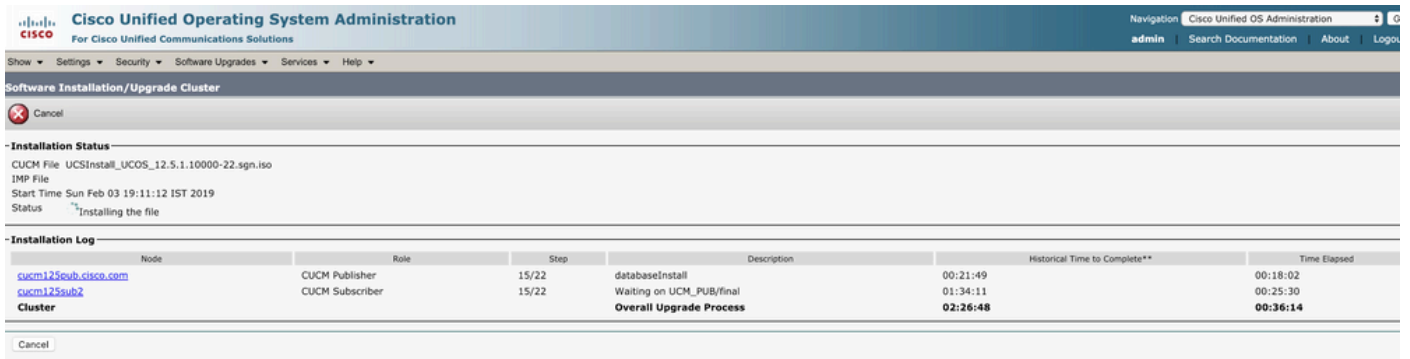 Cisco Unified Operating System Administration
Navigation Cisco Unified OS Administration G
CISCO For Cisco Unified Communications Solutions
admin Search Documentation About Logou
Show Settings Security Software Upgrades Services Help
Software Installation/Upgrade Cluster
Cancel
Installation Status
CUCM File UCSInstall_UCOS_12.5.1.10000-22.sgn.iso
IMP File
Start Time Sun Feb 03 19:11:12 IST 2019
Status Installing the file
Installation Log
Node Role Step Description Historical Time to Complete** Time Elapsed
cucm125pub.cisco.com CUCM Publisher 15/22 databaseInstall 00:21:49 00:18:02
cucm125sub2 CUCM Subscriber 15/22 Waiting on UCM_PUB/final 01:34:11 00:25:30
Cluster Overall Upgrade Process 02:26:48 00:36:14
Cancel